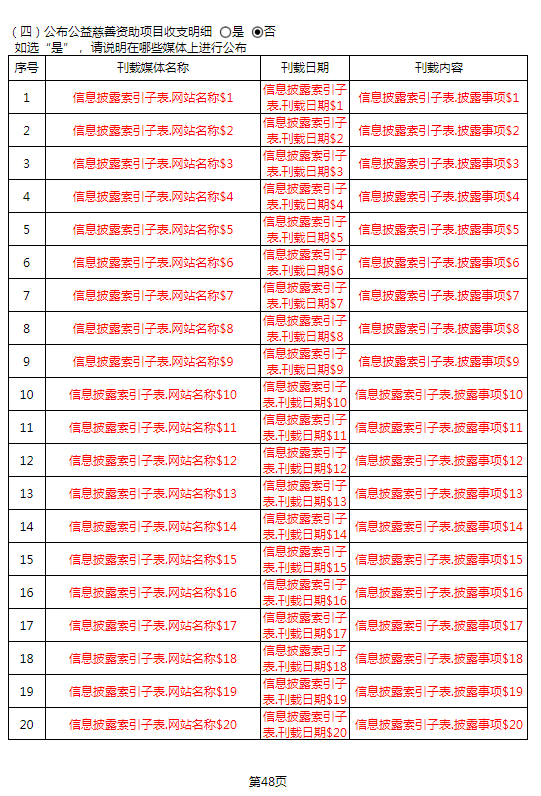 （四）公布公益慈善资助项目收支明细 是 否
如选“是”，请说明在哪些媒体上进行公布
序号 刊载媒体名称 刊载日期 刊载内容
1 信息披露索引子表.网站名称$1 信息披露索引子表.刊载日期$1 信息披露索引子表.披露事项$1
2 信息披露索引子表.网站名称$2 信息披露索引子表.刊载日期$2 信息披露索引子表.披露事项$2
3 信息披露索引子表.网站名称$3 信息披露索引子表.刊载日期$3 信息披露索引子表.披露事项$3
4 信息披露索引子表.网站名称$4 信息披露索引子表.刊载日期$4 信息披露索引子表.披露事项$4
5 信息披露索引子表.网站名称$5 信息披露索引子表.刊载日期$5 信息披露索引子表.披露事项$5
6 信息披露索引子表.网站名称$6 信息披露索引子表.刊载日期$6 信息披露索引子表.披露事项$6
7 信息披露索引子表.网站名称$7 信息披露索引子表.刊载日期$7 信息披露索引子表.披露事项$7
8 信息披露索引子表.网站名称$8 信息披露索引子表.刊载日期$8 信息披露索引子表.披露事项$8
9 信息披露索引子表.网站名称$9 信息披露索引子表.刊载日期$9 信息披露索引子表.披露事项$9
10 信息披露索引子表.网站名称$10 信息披露索引子表.刊载日期$10 信息披露索引子表.披露事项$10
11 信息披露索引子表.网站名称$11 信息披露索引子表.刊载日期$11 信息披露索引子表.披露事项$11
12 信息披露索引子表.网站名称$12 信息披露索引子表.刊载日期$12 信息披露索引子表.披露事项$12
13 信息披露索引子表.网站名称$13 信息披露索引子表.刊载日期$13 信息披露索引子表.披露事项$13
14 信息披露索引子表.网站名称$14 信息披露索引子表.刊载日期$14 信息披露索引子表.披露事项$14
15 信息披露索引子表.网站名称$15 信息披露索引子表.刊载日期$15 信息披露索引子表.披露事项$15
16 信息披露索引子表.网站名称$16 信息披露索引子表.刊载日期$16 信息披露索引子表.披露事项$16
17 信息披露索引子表.网站名称$17 信息披露索引子表.刊载日期$17 信息披露索引子表.披露事项$17
18 信息披露索引子表.网站名称$18 信息披露索引子表.刊载日期$18 信息披露索引子表.披露事项$18
19 信息披露索引子表.网站名称$19 信息披露索引子表.刊载日期$19 信息披露索引子表.披露事项$19
20 信息披露索引子表.网站名称$20 信息披露索引子表.刊载日期$20 信息披露索引子表.披露事项$20
第48页